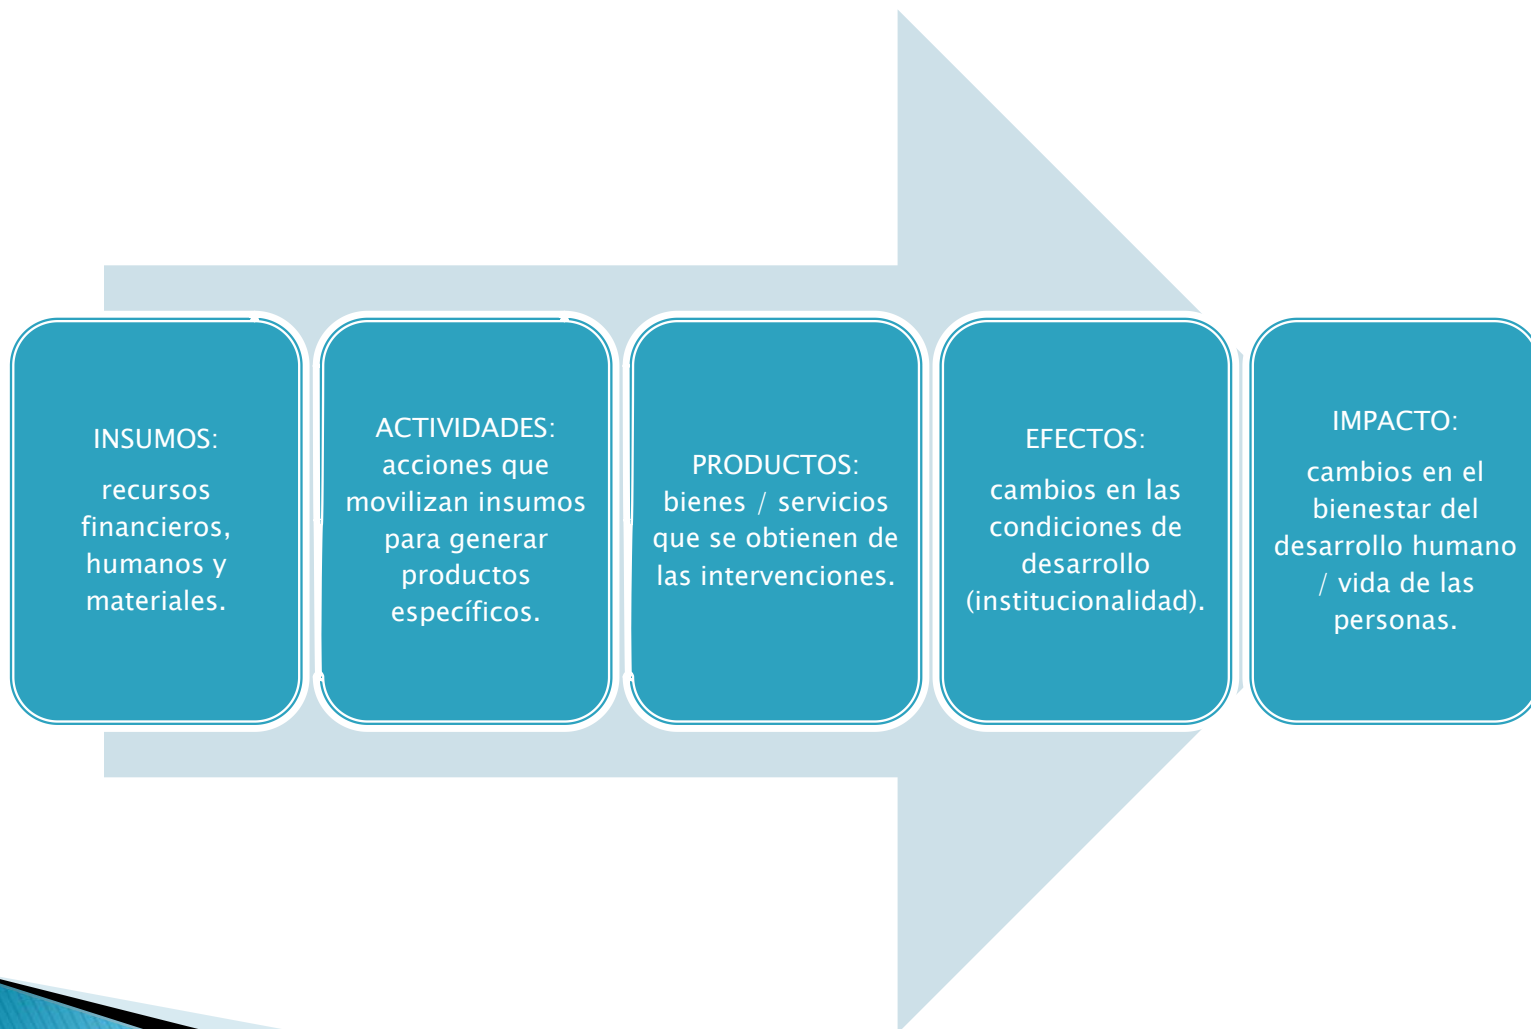 INSUMOS:
recursos
financieros,
humanos y
materiales.
ACTIVIDADES:
acciones que
movilizan insumos
para generar
productos
específicos.
PRODUCTOS:
bienes / servicios
que se obtienen de
las intervenciones.
EFECTOS:
cambios en las
condiciones de
desarrollo
(institucionalidad).
IMPACTO:
cambios en el
bienestar del
desarrollo humano
/ vida de las
personas.